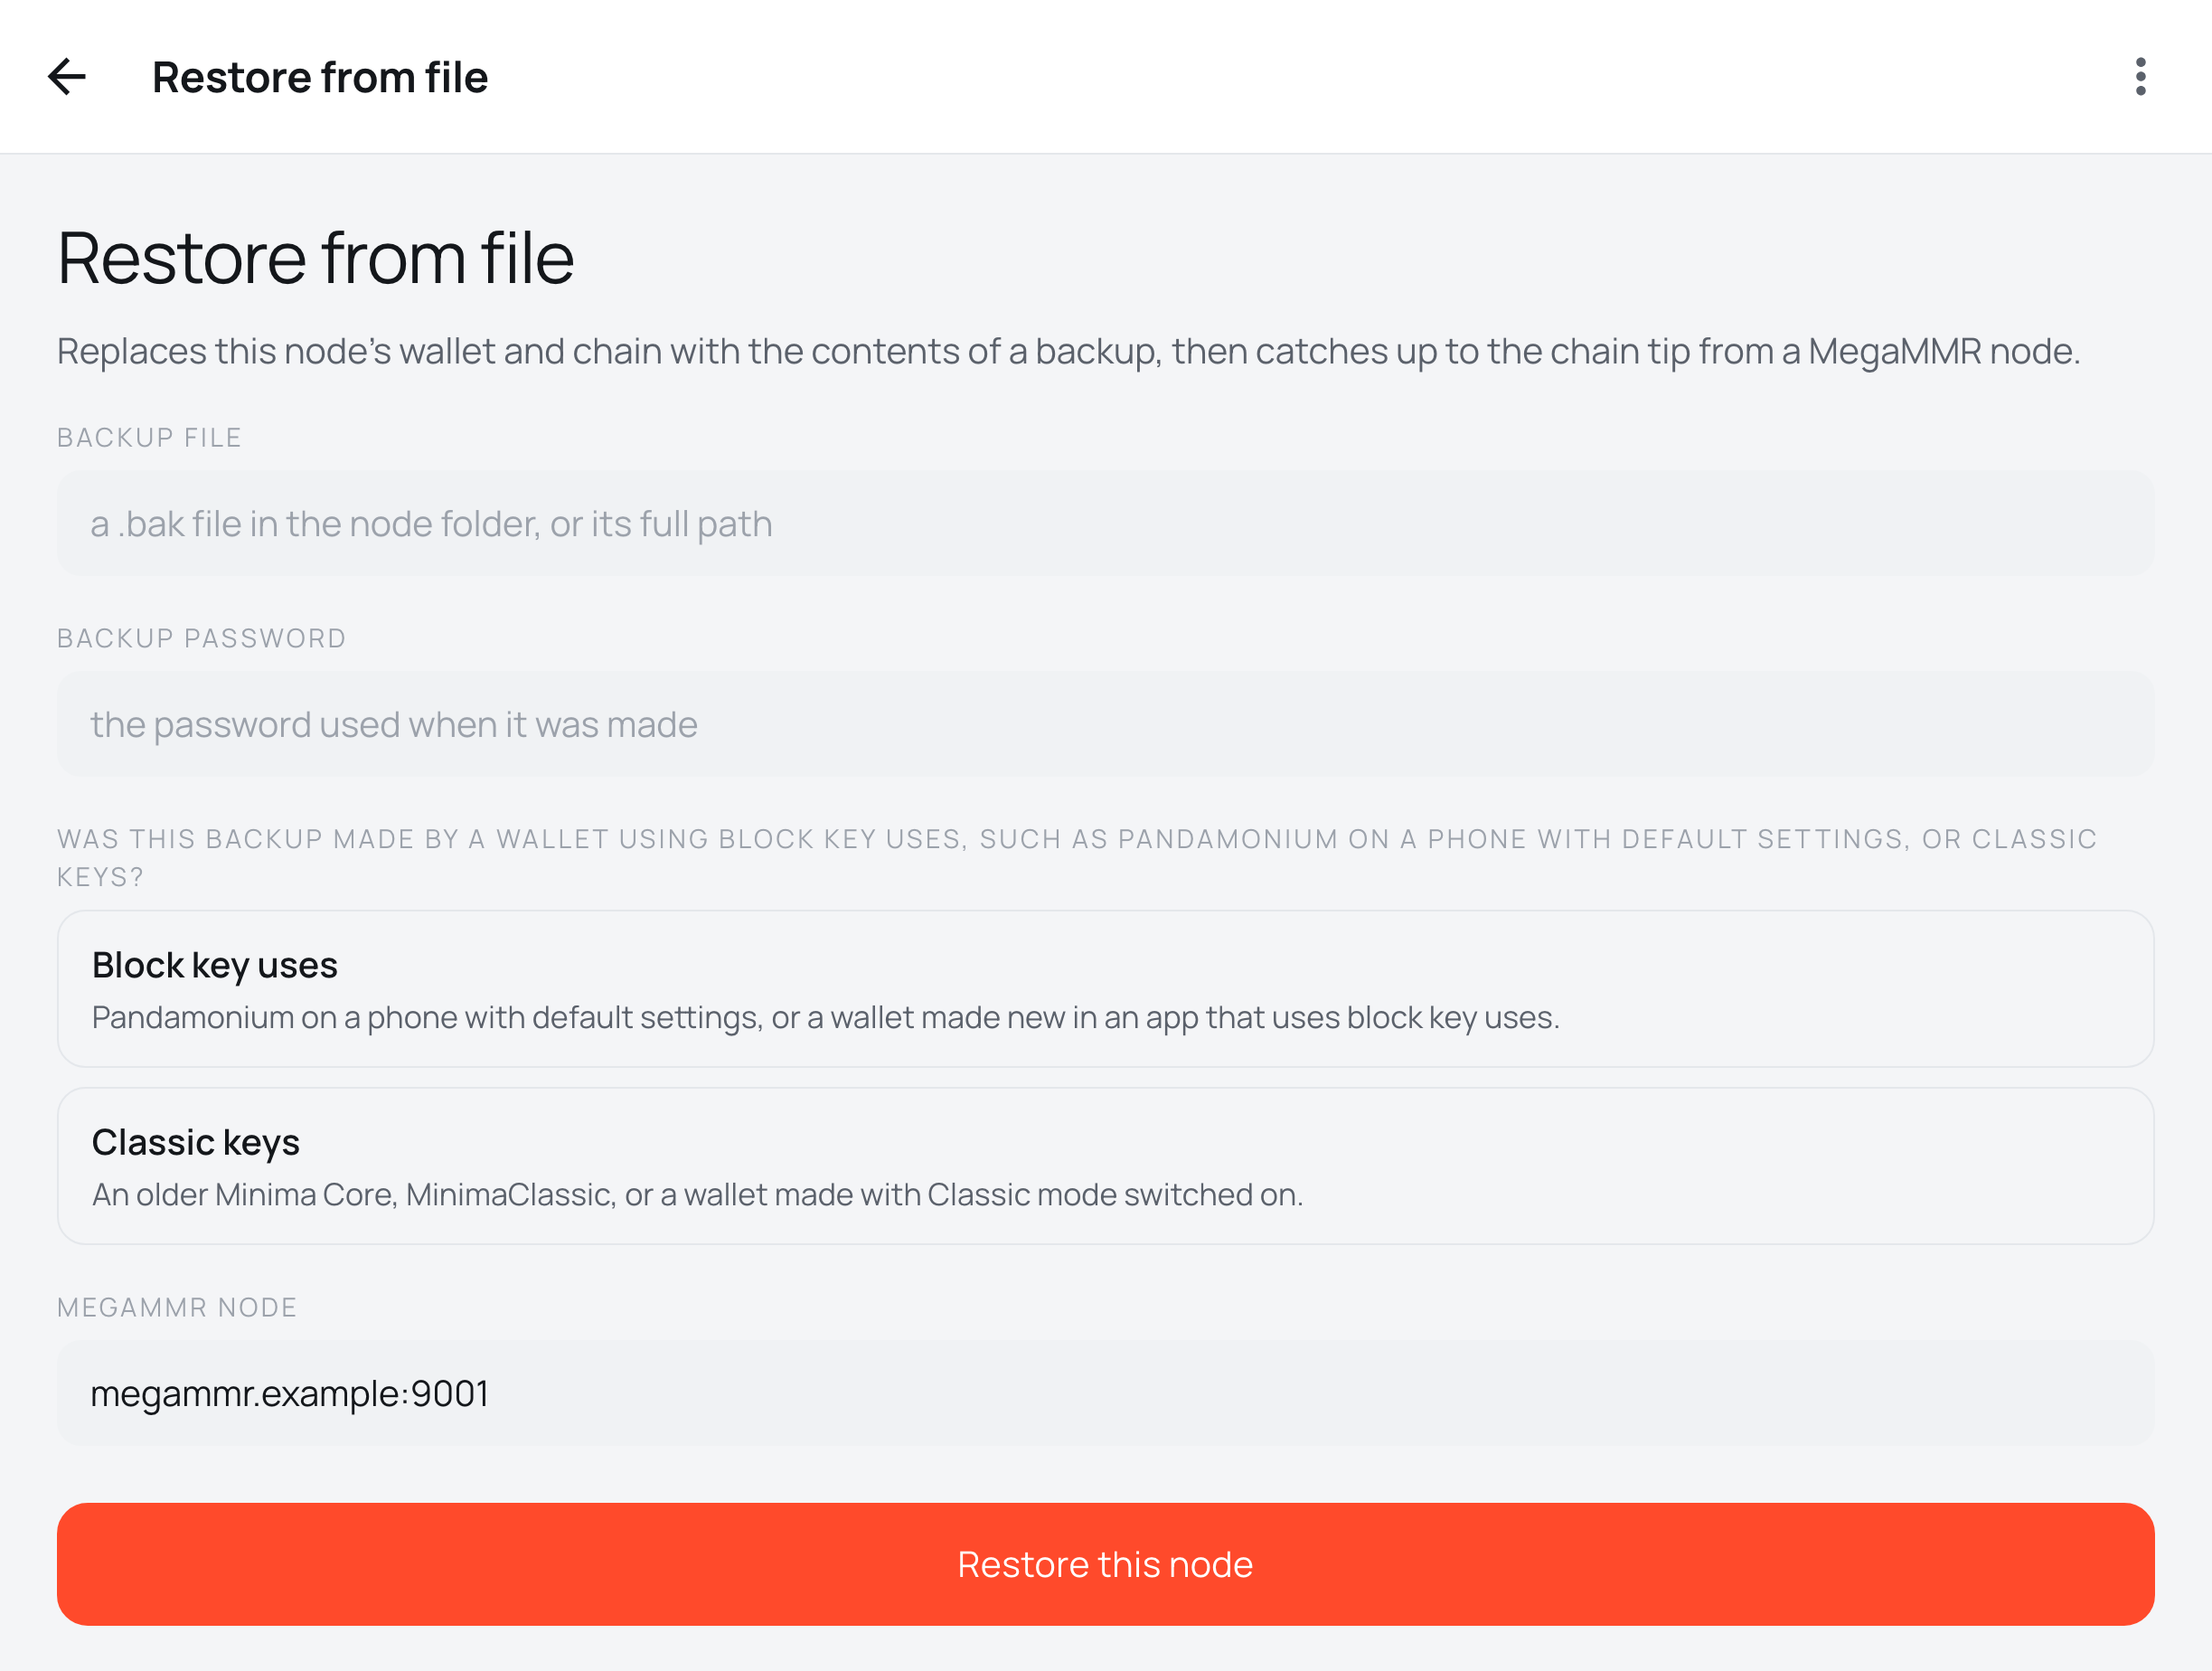 Restore from file
Restore from file
Replaces this node’s wallet and chain with the contents of a backup, then catches up to the chain tip from a MegaMMR node.
BACKUP FILE
a .bak file in the node folder, or its full path
BACKUP PASSWORD
the password used when it was made
WAS THIS BACKUP MADE BY A WALLET USING BLOCK KEY USES, SUCH AS PANDAMONIUM ON A PHONE WITH DEFAULT SETTINGS, OR CLASSIC
KEYS?
Block key uses
Pandamonium on a phone with default settings, or a wallet made new in an app that uses block key uses.
Classic keys
An older Minima Core, MinimaClassic, or a wallet made with Classic mode switched on.
MEGAMMR NODE
megammr.example:9001
Restore this node